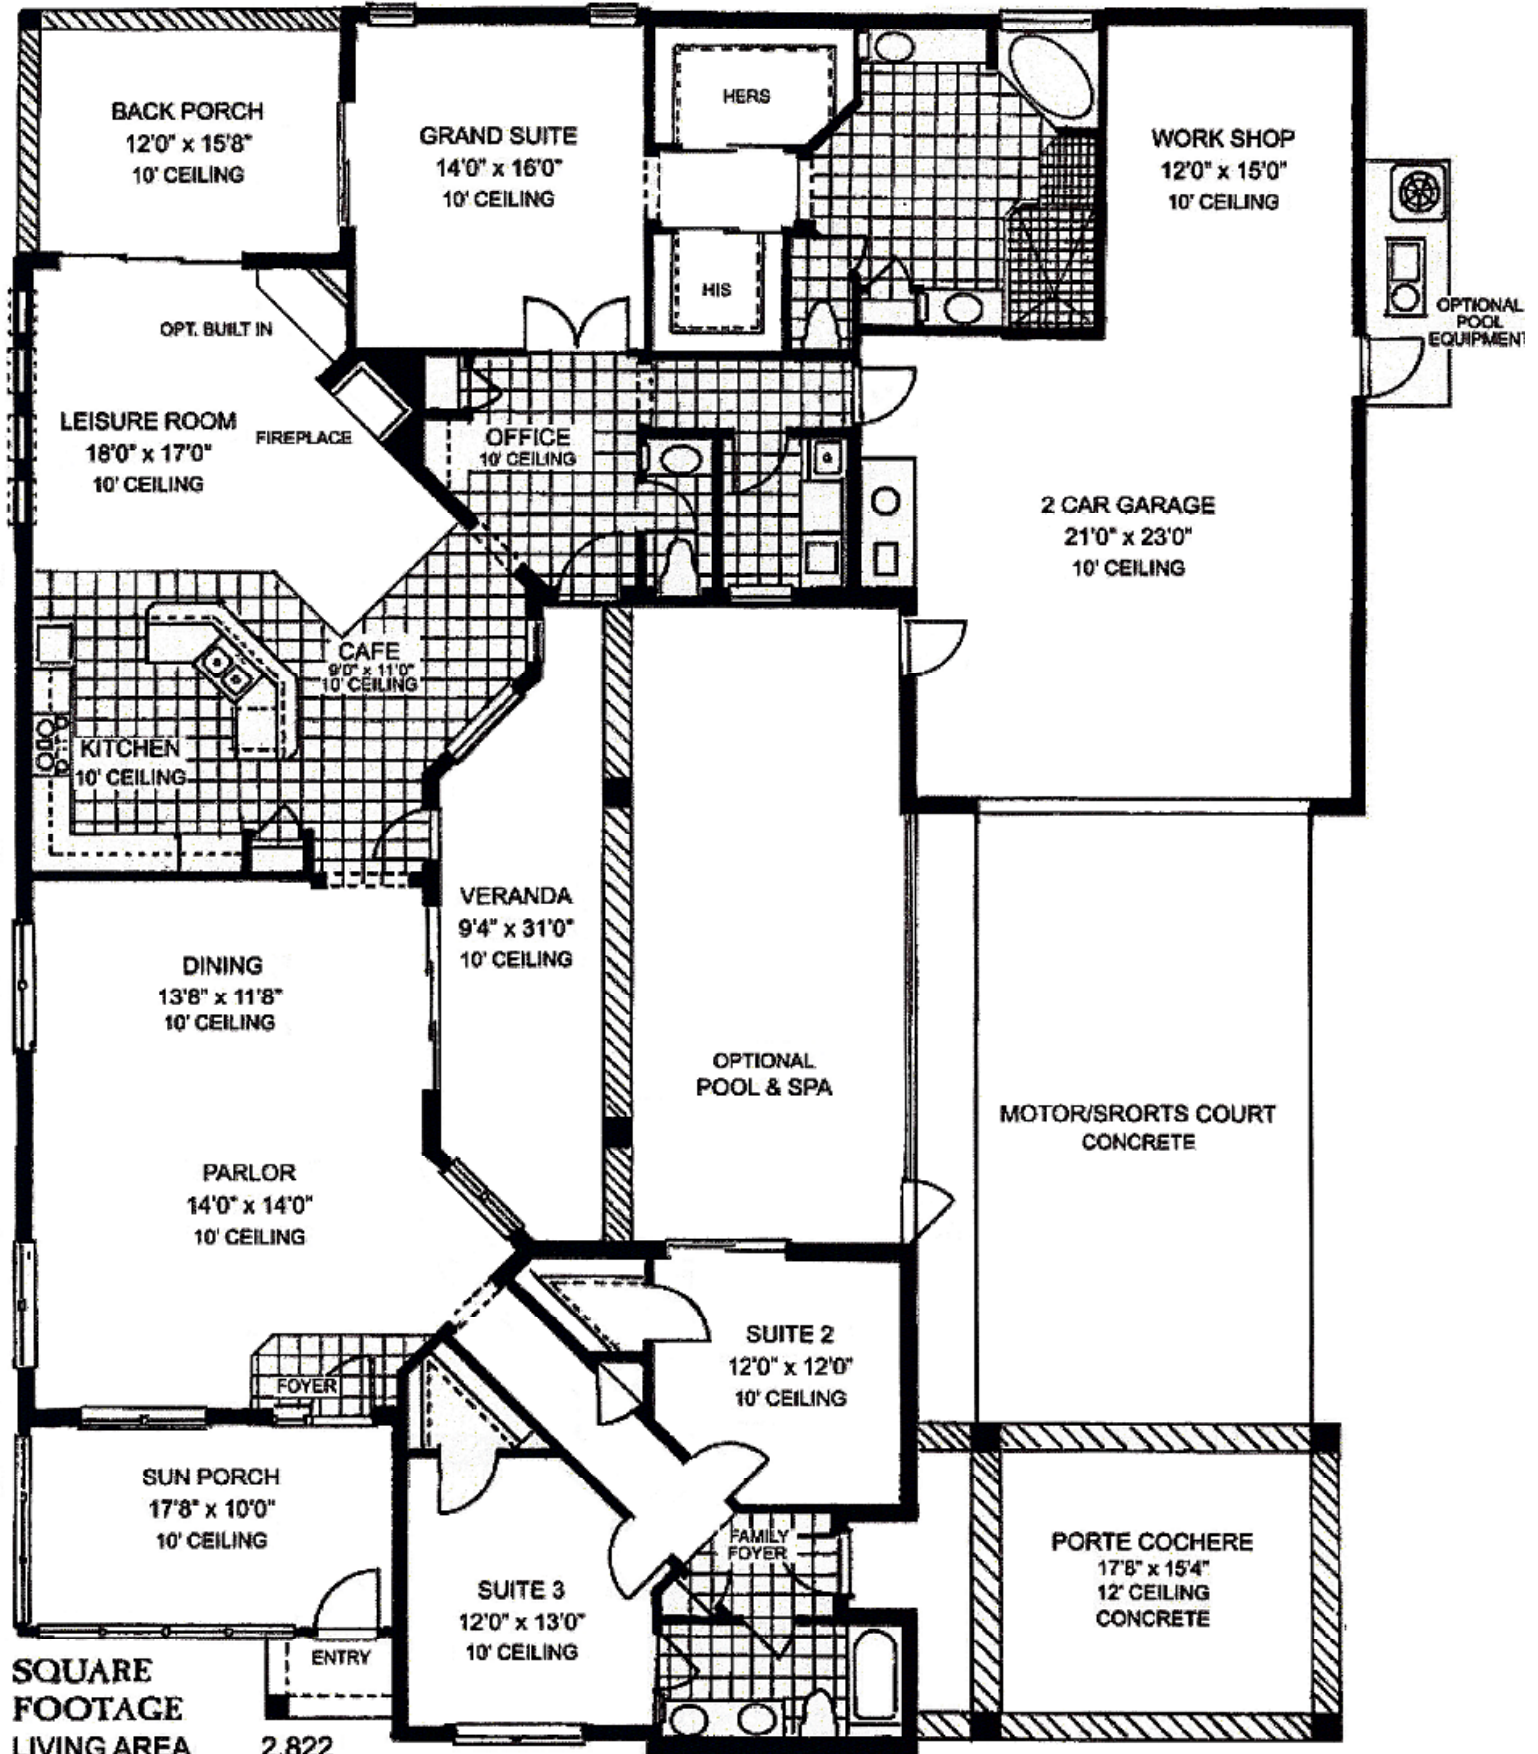 BACK PORCH
12'0" x 15'8"
10' CEILING
GRAND SUITE
14'0" x 16'0"
10' CEILING
HERS
HIS
WORK SHOP
12'0" x 15'0"
10' CEILING
OPTIONAL
POOL
EQUIPMENT
OPT. BUILT IN
LEISURE ROOM
18'0" x 17'0"
10' CEILING
FIREPLACE
OFFICE
10' CEILING
2 CAR GARAGE
21'0" x 23'0"
10' CEILING
CAFE
9'0" x 11'0"
10' CEILING
KITCHEN
10' CEILING
VERANDA
9'4" x 31'0"
10' CEILING
DINING
13'8" x 11'8"
10' CEILING
OPTIONAL
POOL & SPA
MOTOR/SRORTS COURT
CONCRETE
PARLOR
14'0" x 14'0"
10' CEILING
SUITE 2
12'0" x 12'0"
10' CEILING
FOYER
SUN PORCH
17'8" x 10'0"
10' CEILING
FAMILY
FOYER
PORTE COCHERE
17'8" x 15'4"
12' CEILING
CONCRETE
SUITE 3
12'0" x 13'0"
10' CEILING
ENTRY
SQUARE
FOOTAGE
LIVING AREA 2,822